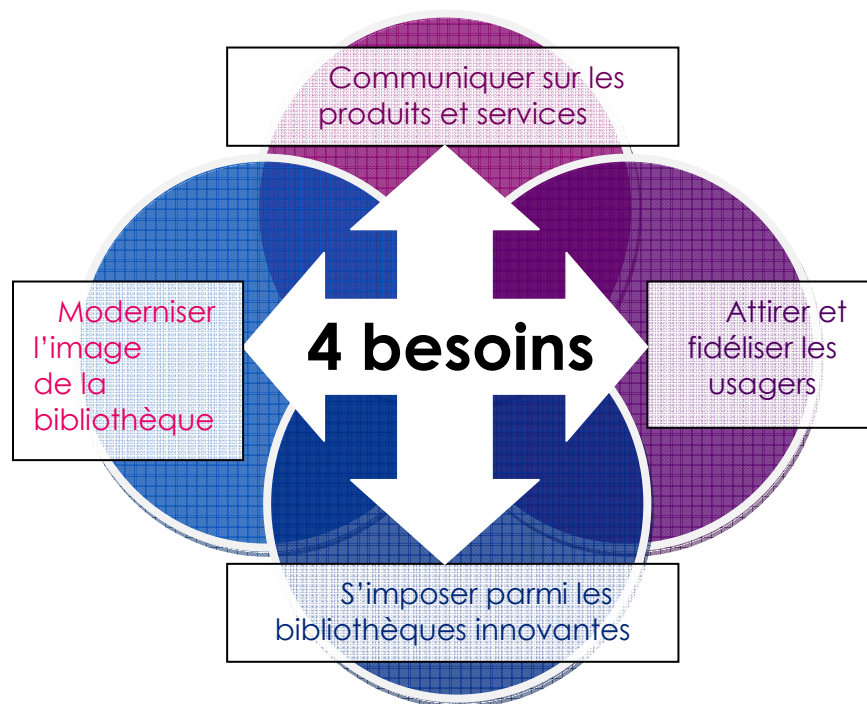 Communiquer sur les
produits et services
Moderniser
l’image
de la
bibliothèque
4 besoins
Attirer et
fidéliser les
usagers
S’imposer parmi les
bibliothèques innovantes